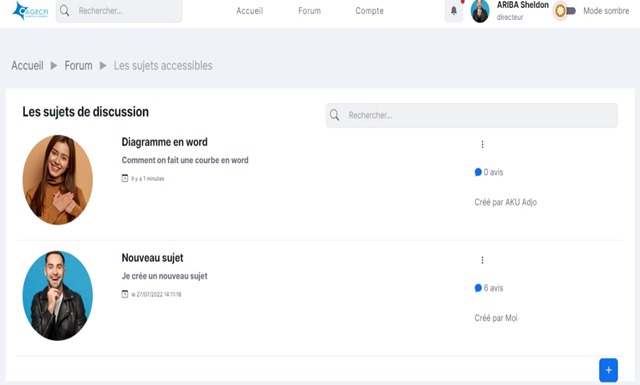 CAGECFI
Rechercher...
Accueil
Forum
Compte
ARIBA Sheldon
directeur
Mode sombre
Accueil ▶ Forum ▶ Les sujets accessibles
Les sujets de discussion
Rechercher...
Diagramme en word
Comment on fait une courbe en word
Il y a 1 minutes
0 avis
Créé par AKU Adjo
Nouveau sujet
Je crée un nouveau sujet
le 27/07/2022 14:11:18
6 avis
Créé par Moi
+